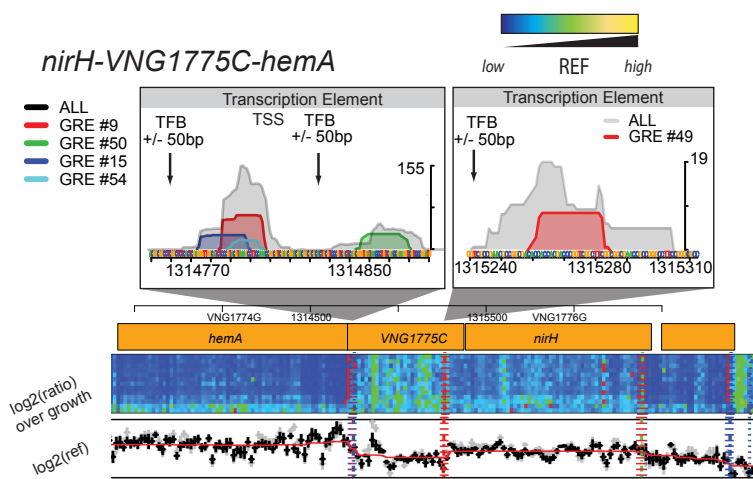 low REF high
nirH-VNG1775C-hemA
ALL
GRE #9
GRE #50
GRE #15
GRE #54
Transcription Element
TFB
+/- 50bp
TSS
TFB
+/- 50bp
155
1314770
1314850
Transcription Element
TFB
+/- 50bp
ALL
GRE #49
19
1315240
1315280
1315310
VNG1774G
1314500
1315500
VNG1776G
hemA
VNG1775C
nirH
log2(ratio)
over growth
log2(ref)